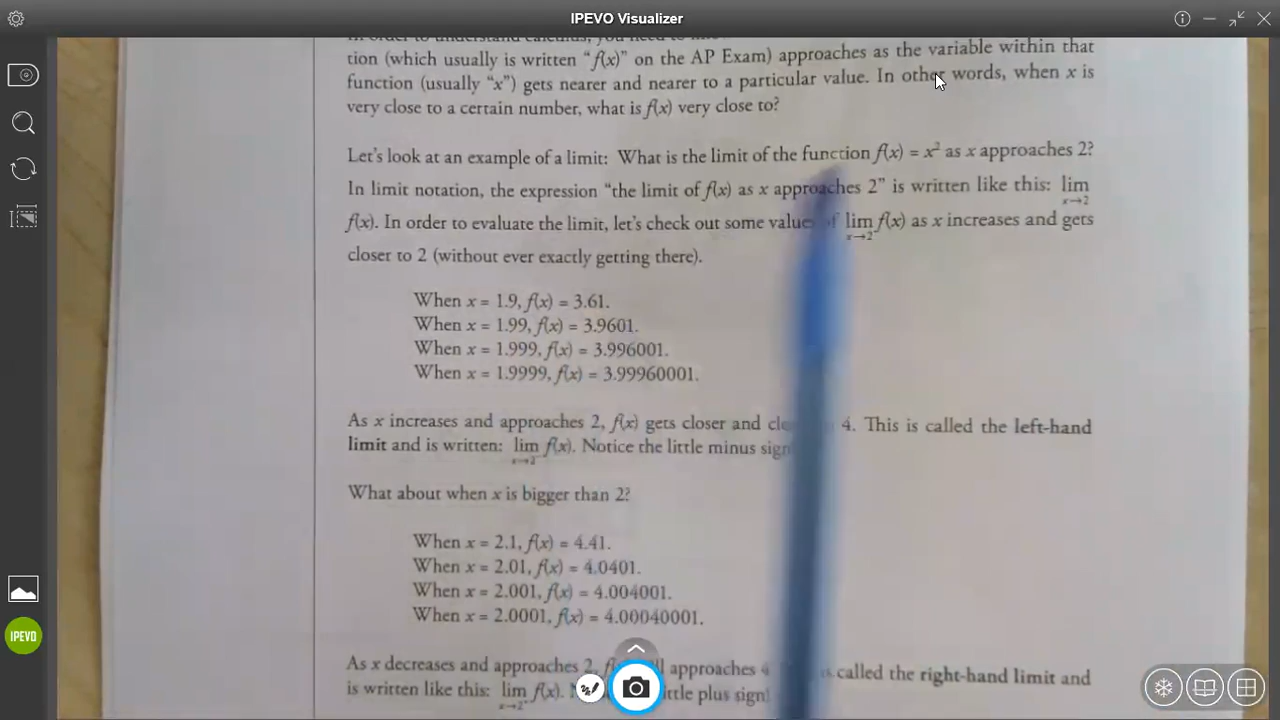 IPEVO Visualizer
tion (which usually is written “f(x)” on the AP Exam) approaches as the variable within that
function (usually “x”) gets nearer and nearer to a particular value. In other words, when x is
very close to a certain number, what is f(x) very close to?
Let’s look at an example of a limit: What is the limit of the function f(x) = x² as x approaches 2?
In limit notation, the expression “the limit of f(x) as x approaches 2” is written like this: lim
x→2
f(x). In order to evaluate the limit, let’s check out some values of lim f(x) as x increases and gets
x→2⁻
closer to 2 (without ever exactly getting there).
When x = 1.9, f(x) = 3.61.
When x = 1.99, f(x) = 3.9601.
When x = 1.999, f(x) = 3.996001.
When x = 1.9999, f(x) = 3.99960001.
As x increases and approaches 2, f(x) gets closer and 4. This is called the left-hand
limit and is written: lim f(x). Notice the little minus sign
x→2⁻
What about when x is bigger than 2?
When x = 2.1, f(x) = 4.41.
When x = 2.01, f(x) = 4.0401.
When x = 2.001, f(x) = 4.004001.
When x = 2.0001, f(x) = 4.00040001.
As x decreases and approaches 2, approaches 4 called the right-hand limit and
is written like this: lim f(x). little plus sign
x→2⁺
IPEVO